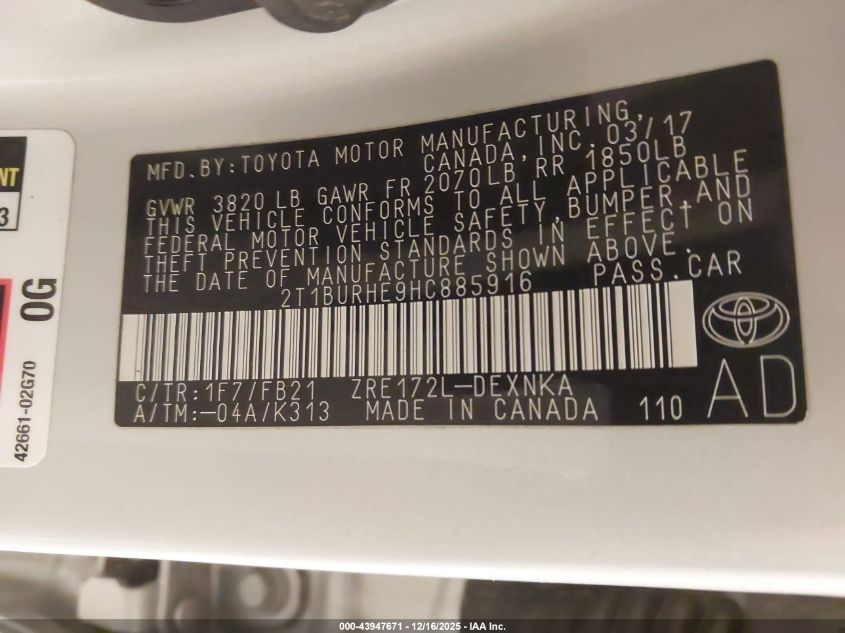 MFD.BY:TOYOTA MOTOR MANUFACTURING,
CANADA, INC. 03/17
GVWR 3820 LB GAWR FR 2070LB, RR 1850LB
THIS VEHICLE CONFORMS TO ALL APPLICABLE
FEDERAL MOTOR VEHICLE SAFETY, BUMPER, AND
THEFT PREVENTION STANDARDS IN EFFECT ON
THE DATE OF MANUFACTURE SHOWN ABOVE.
2T1BURHE9HC885916 PASS.CAR
C/TR:1F7/FB21 ZRE172L-DEXNKA
A/TM:-04A/K313 MADE IN CANADA 110 AD
NT
3
0G
42661-02G70
000-43947671 - 12/16/2025 - IAA Inc.